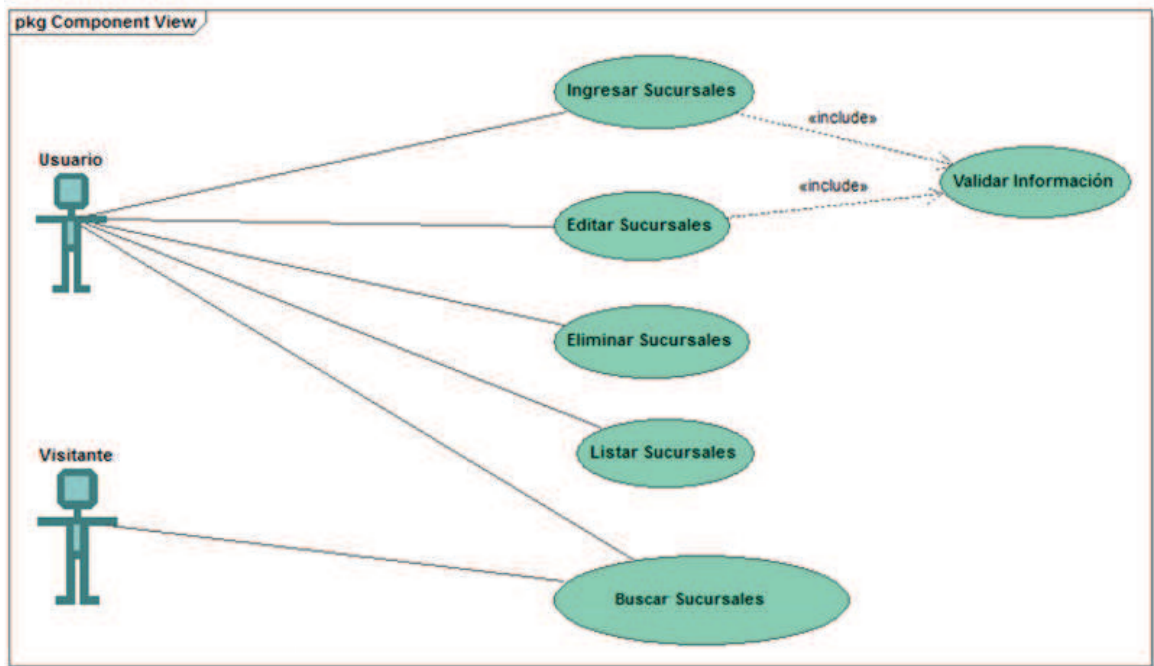 pkg Component View
Ingresar Sucursales
«include»
Usuario
Validar Información
«include»
Editar Sucursales
Eliminar Sucursales
Listar Sucursales
Visitante
Buscar Sucursales